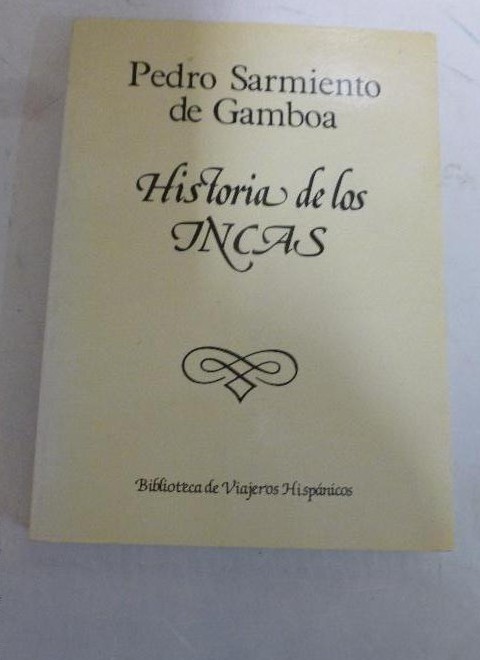 Pedro Sarmiento
de Gamboa
Historia de los
INCAS
Biblioteca de Viajeros Hispánicos